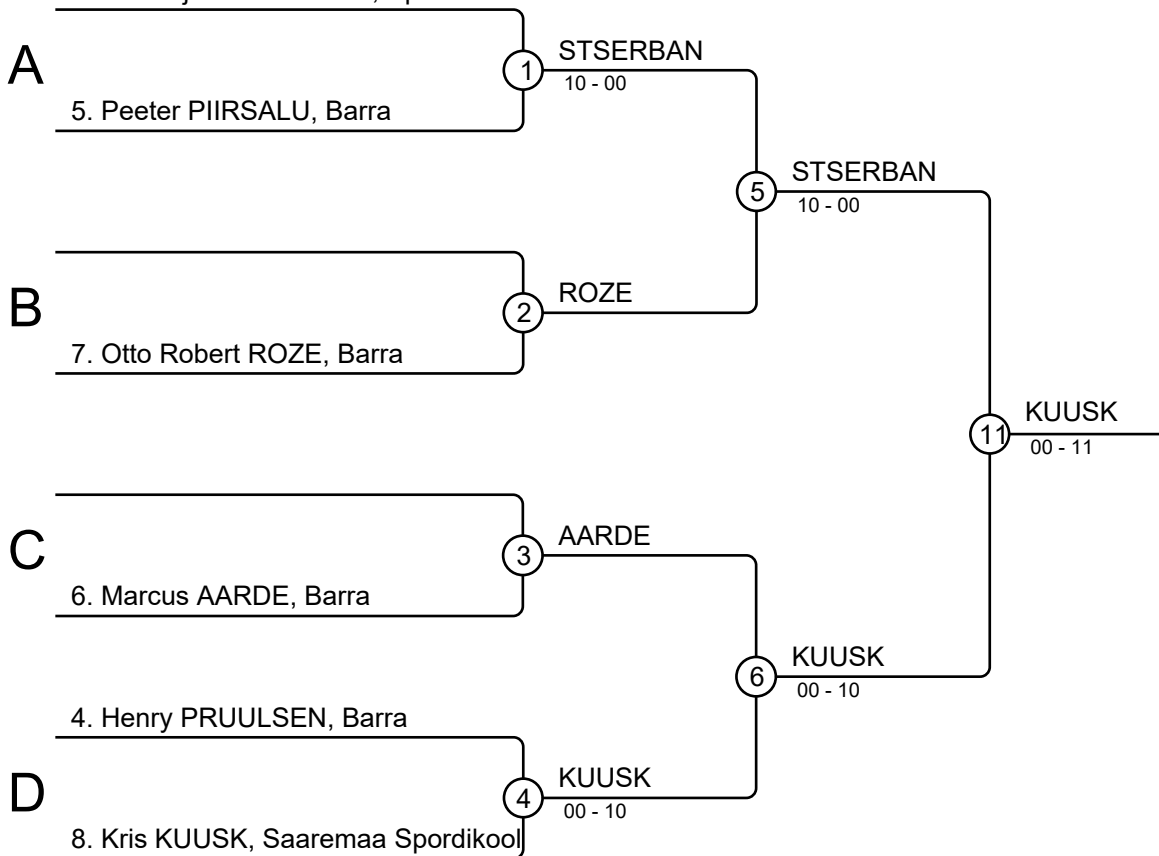 A
1
STSERBAN
10 - 00
5. Peeter PIIRSALU, Barra
5
STSERBAN
10 - 00
B
2
ROZE
7. Otto Robert ROZE, Barra
11
KUUSK
00 - 11
C
3
AARDE
6. Marcus AARDE, Barra
6
KUUSK
00 - 10
4. Henry PRUULSEN, Barra
D
4
KUUSK
00 - 10
8. Kris KUUSK, Saaremaa Spordikool